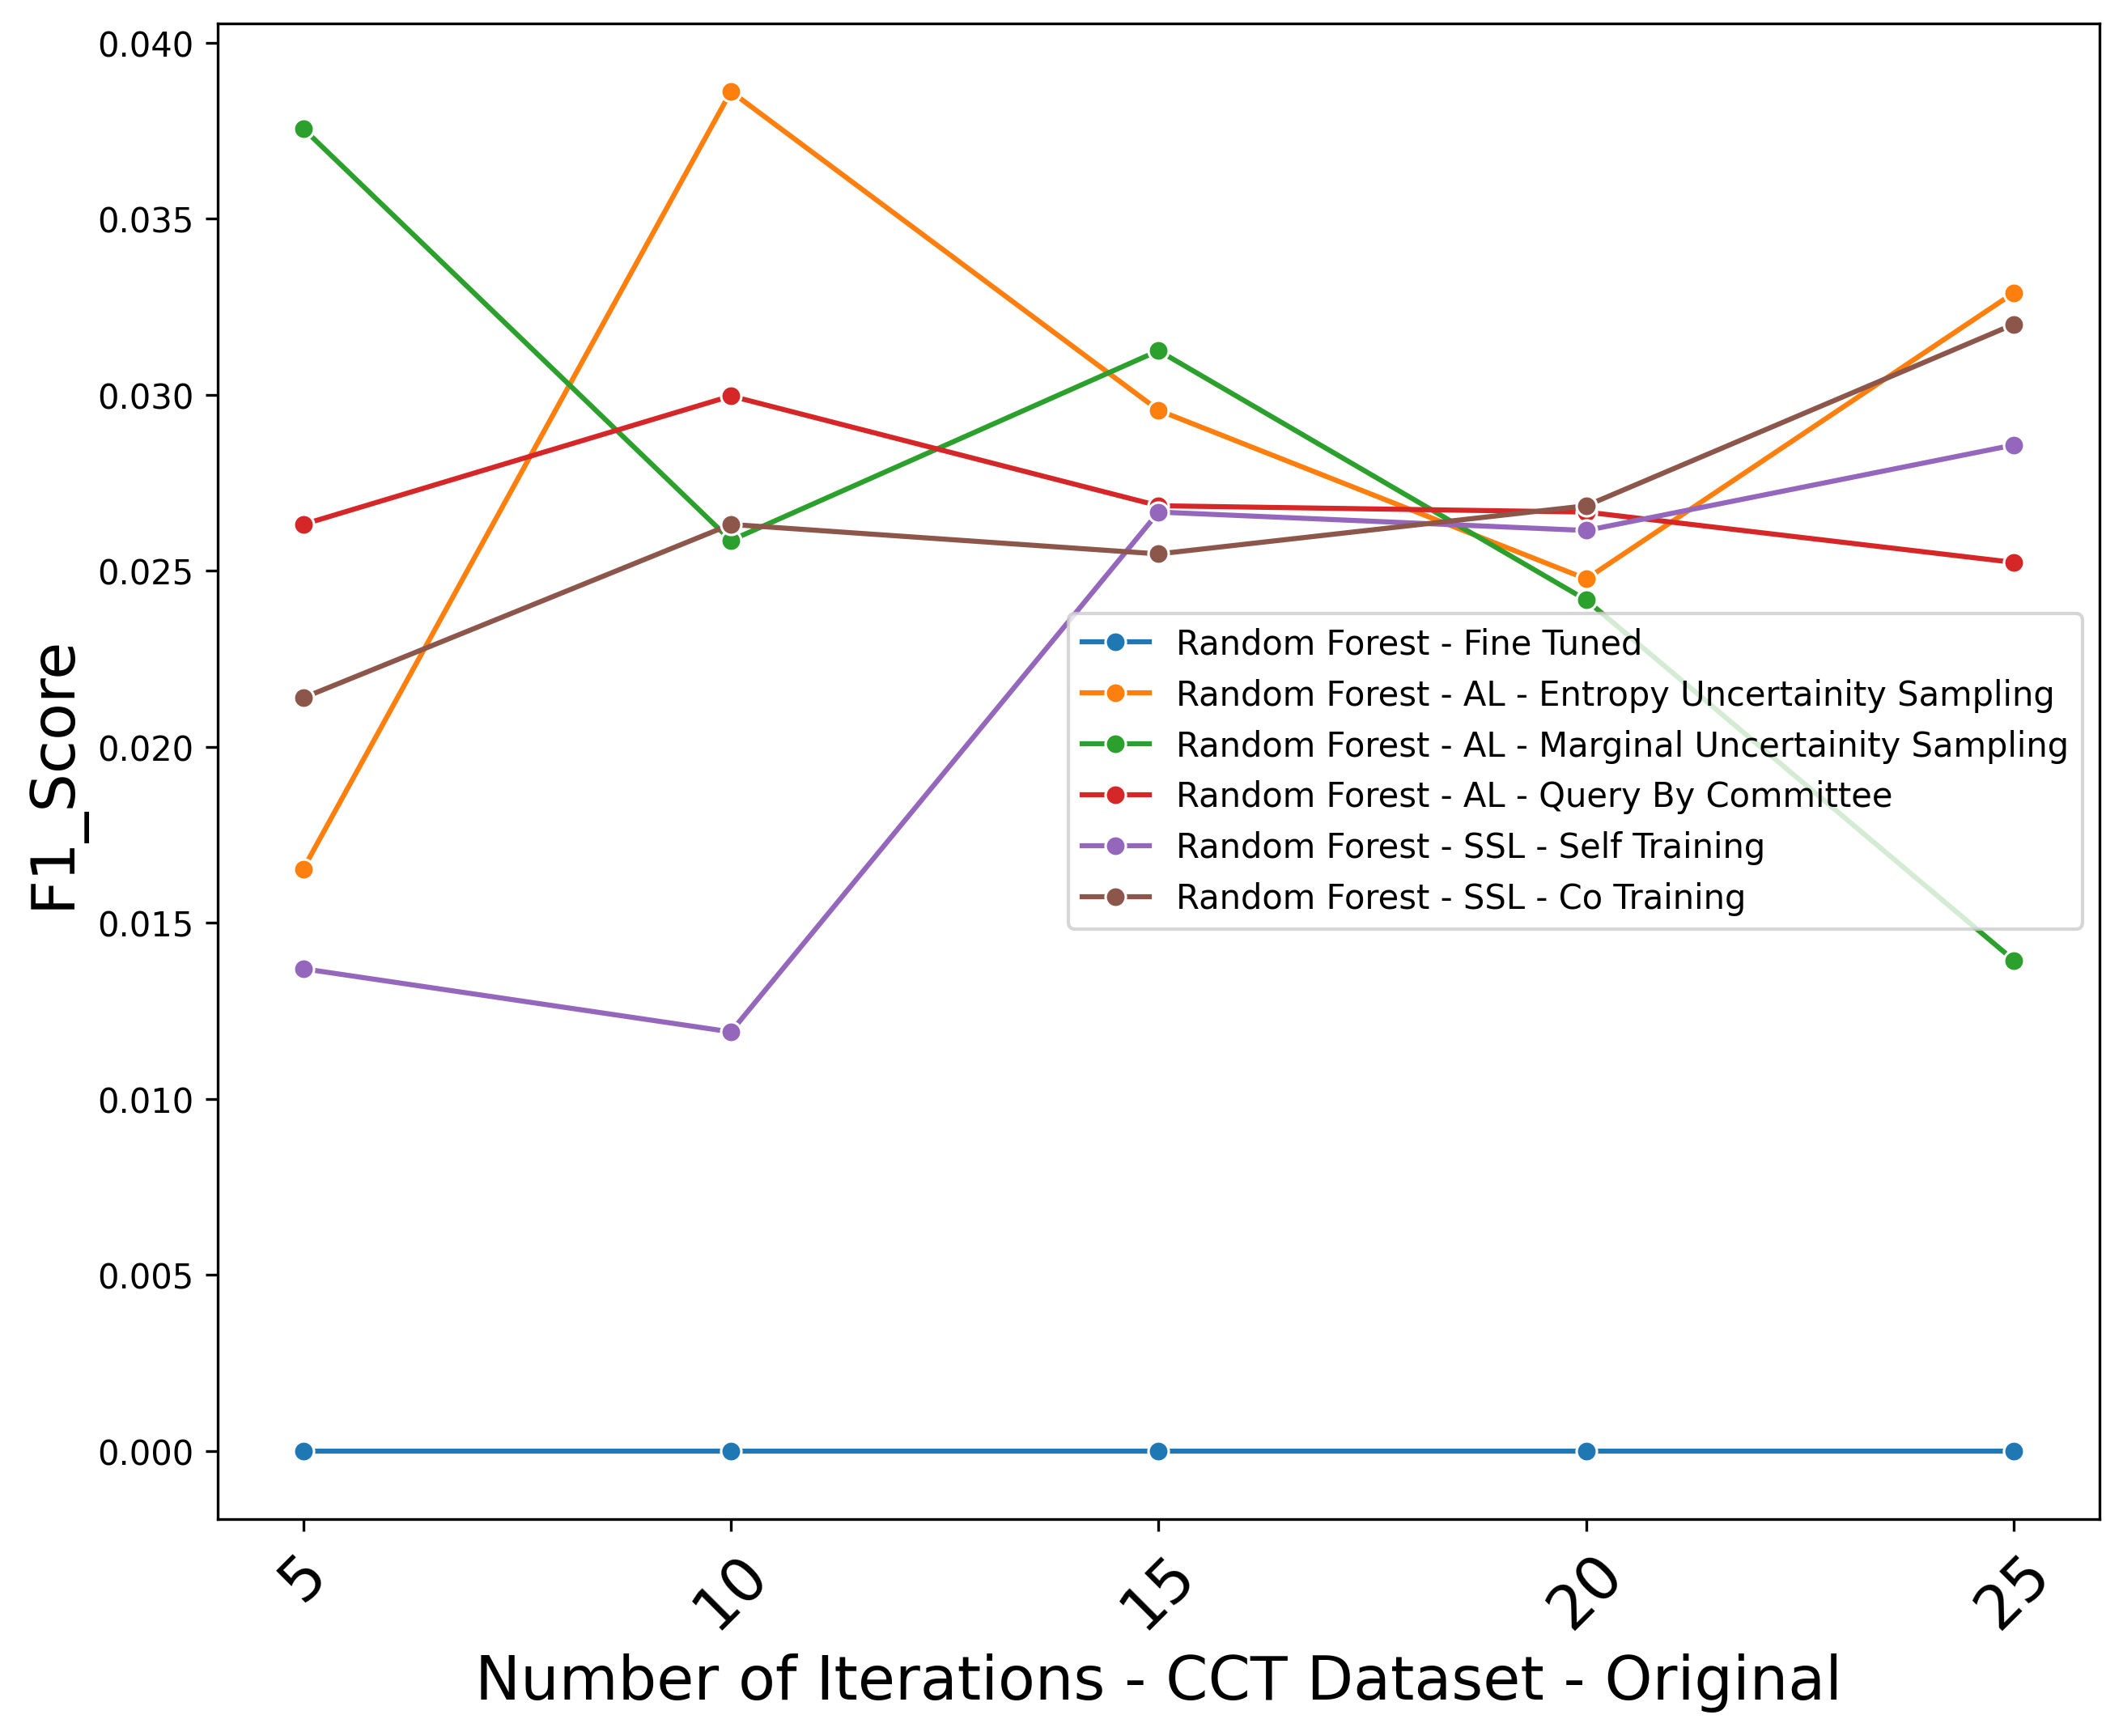 0.040
0.035
0.030
0.025
0.020
0.015
0.010
0.005
0.000
F1_Score
Random Forest - Fine Tuned
Random Forest - AL - Entropy Uncertainity Sampling
Random Forest - AL - Marginal Uncertainity Sampling
Random Forest - AL - Query By Committee
Random Forest - SSL - Self Training
Random Forest - SSL - Co Training
5
10
15
20
25
Number of Iterations - CCT Dataset - Original